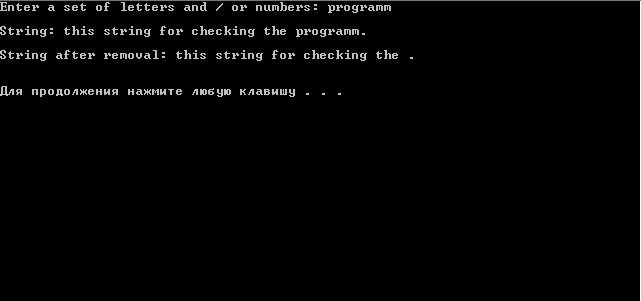 Enter a set of letters and / or numbers: programm
String: this string for checking the programm.
String after removal: this string for checking the .
Для продолжения нажмите любую клавишу . . .